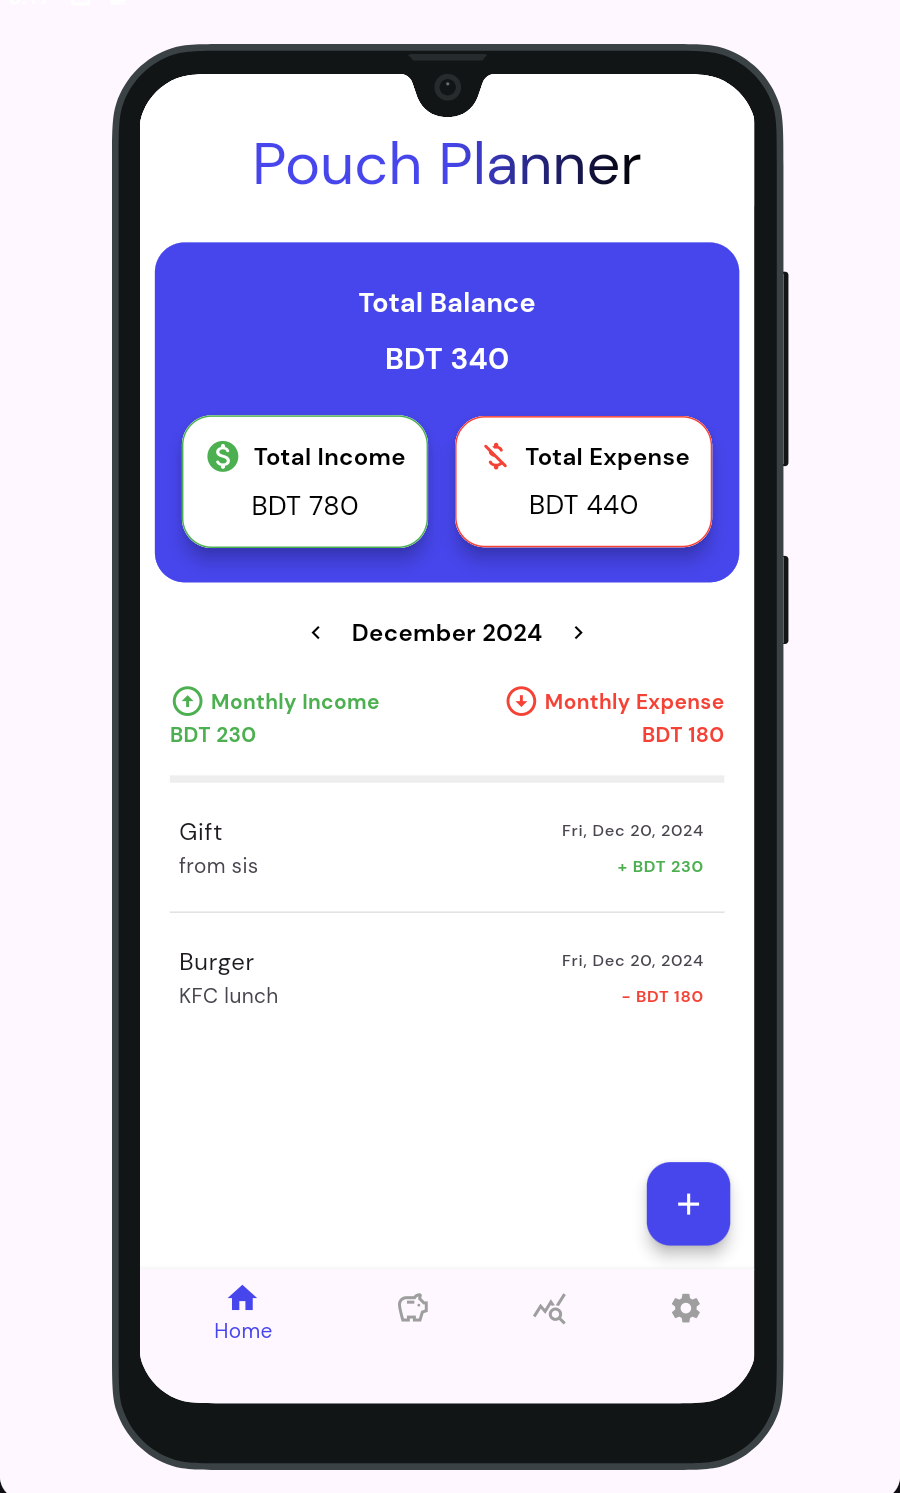 Pouch Planner
Total Balance
BDT 340
Total Income
BDT 780
Total Expense
BDT 440
December 2024
Monthly Income
BDT 230
Monthly Expense
BDT 180
Gift
Fri, Dec 20, 2024
from sis
+ BDT 230
Burger
Fri, Dec 20, 2024
KFC lunch
- BDT 180
Home